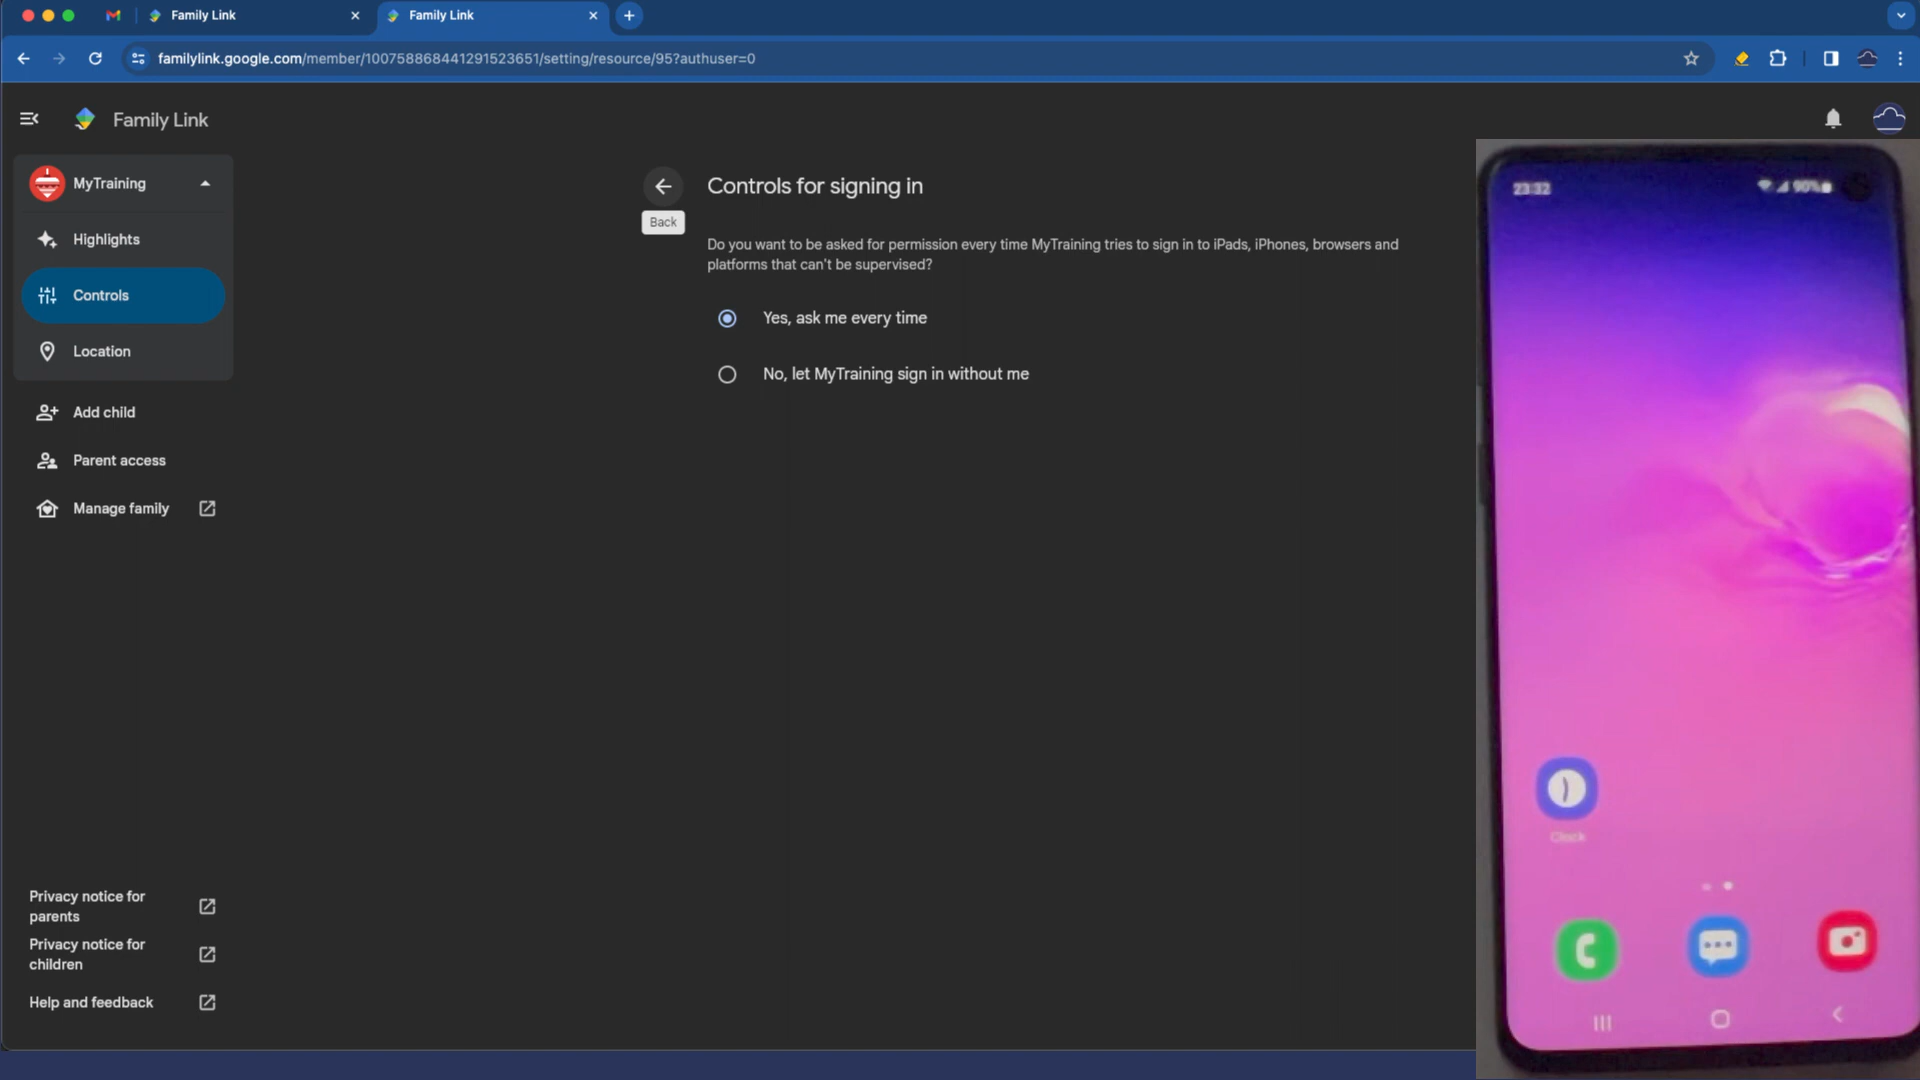 Family Link
Family Link
familylink.google.com/member/100758868441291523651/setting/resource/95?authuser=0
Family Link
MyTraining
Highlights
Controls
Location
Add child
Parent access
Manage family
Privacy notice for
parents
Privacy notice for
children
Help and feedback
Controls for signing in
Back
Do you want to be asked for permission every time MyTraining tries to sign in to iPads, iPhones, browsers and
platforms that can't be supervised?
Yes, ask me every time
No, let MyTraining sign in without me
23:32
90%
Clock